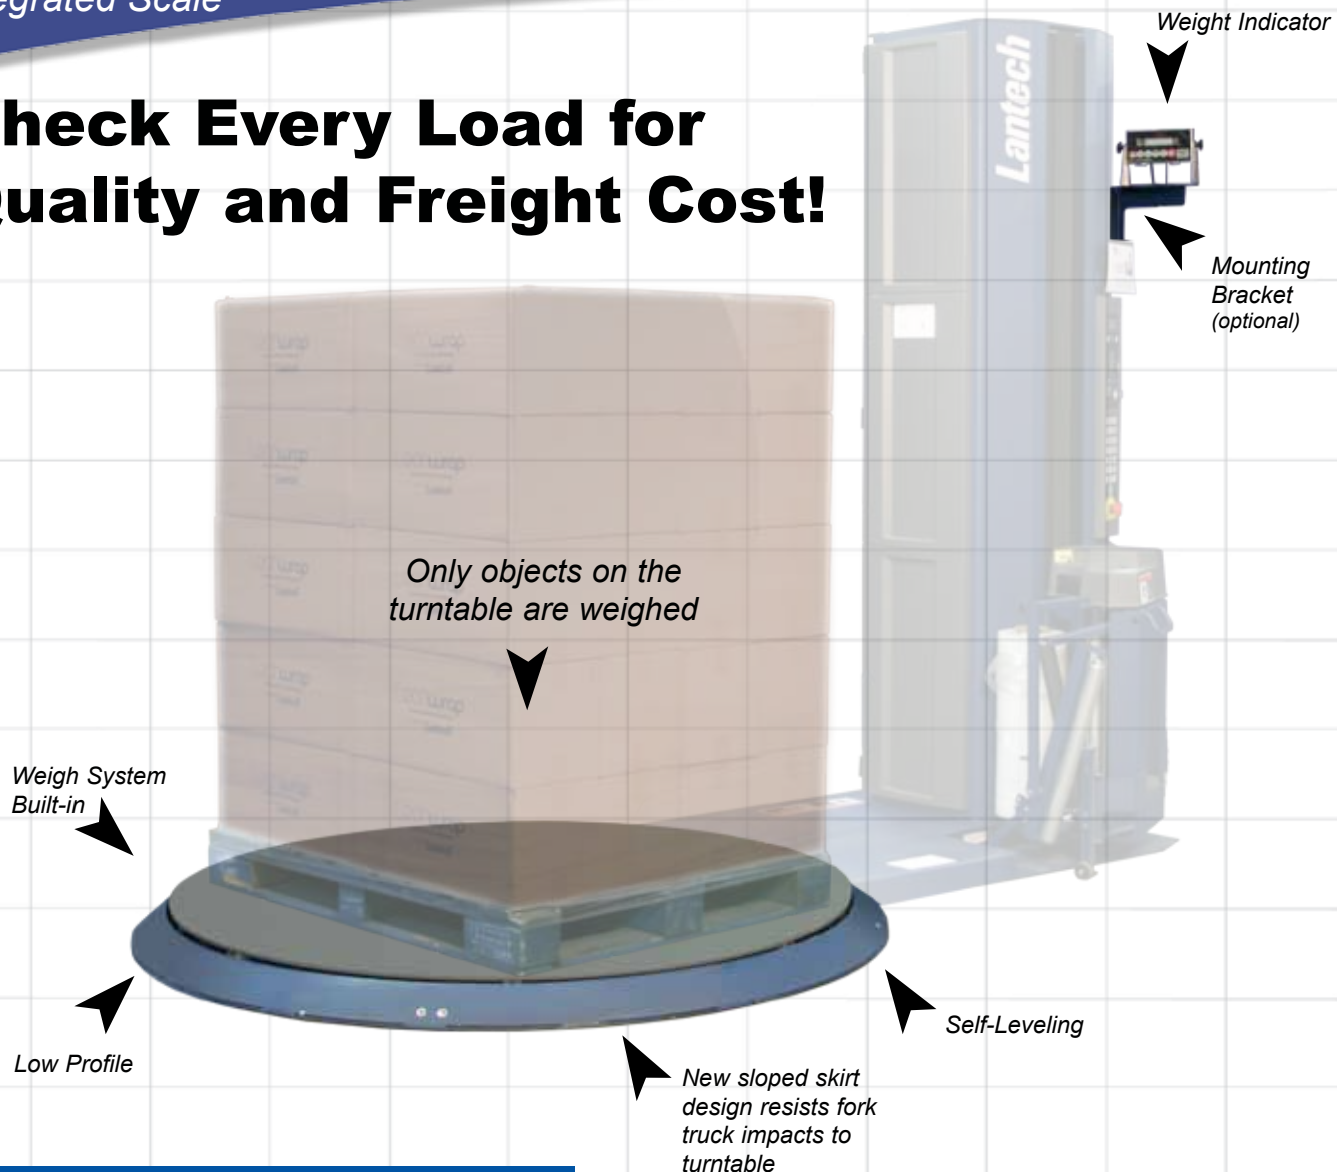 egrated Scale
heck Every Load for
uality and Freight Cost!
Weight Indicator
Lantech
Mounting
Bracket
(optional)
Only objects on the
turntable are weighed
Weigh System
Built-in
Low Profile
Self-Leveling
New sloped skirt
design resists fork
truck impacts to
turntable